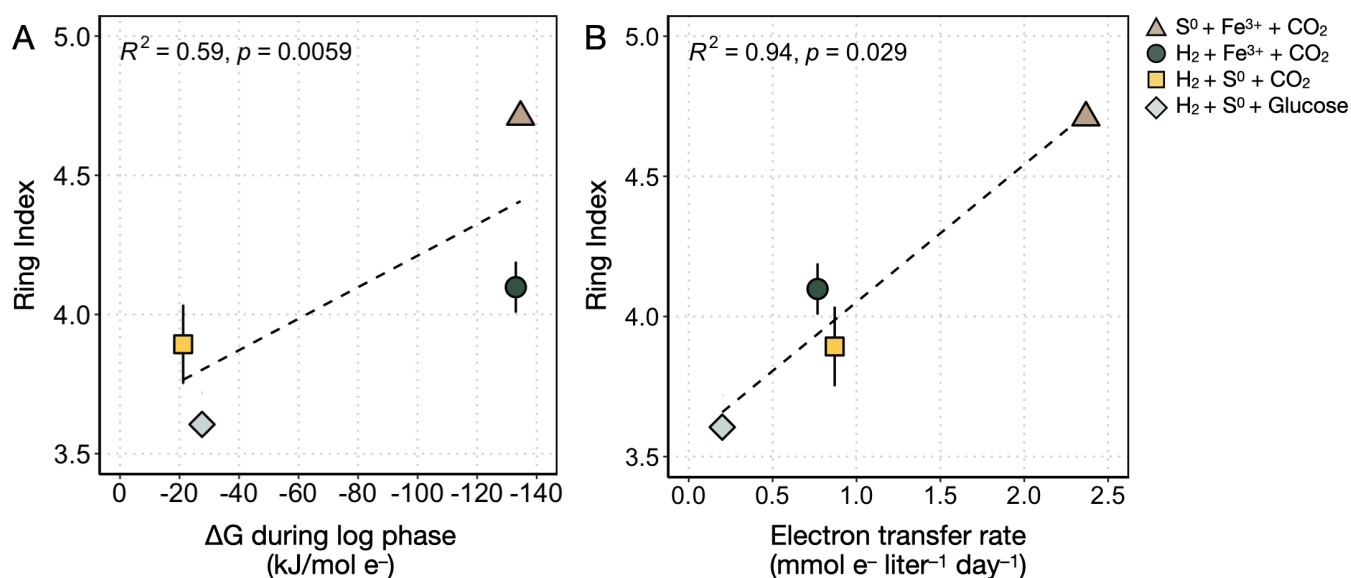 A
R² = 0.59, p = 0.0059
Ring Index
5.0
4.5
4.0
3.5
0 -20 -40 -60 -80 -100 -120 -140
ΔG during log phase
(kJ/mol e⁻)
B
R² = 0.94, p = 0.029
Ring Index
5.0
4.5
4.0
3.5
0.0 0.5 1.0 1.5 2.0 2.5
Electron transfer rate
(mmol e⁻ liter⁻¹ day⁻¹)
S⁰ + Fe³⁺ + CO₂
H₂ + Fe³⁺ + CO₂
H₂ + S⁰ + CO₂
H₂ + S⁰ + Glucose